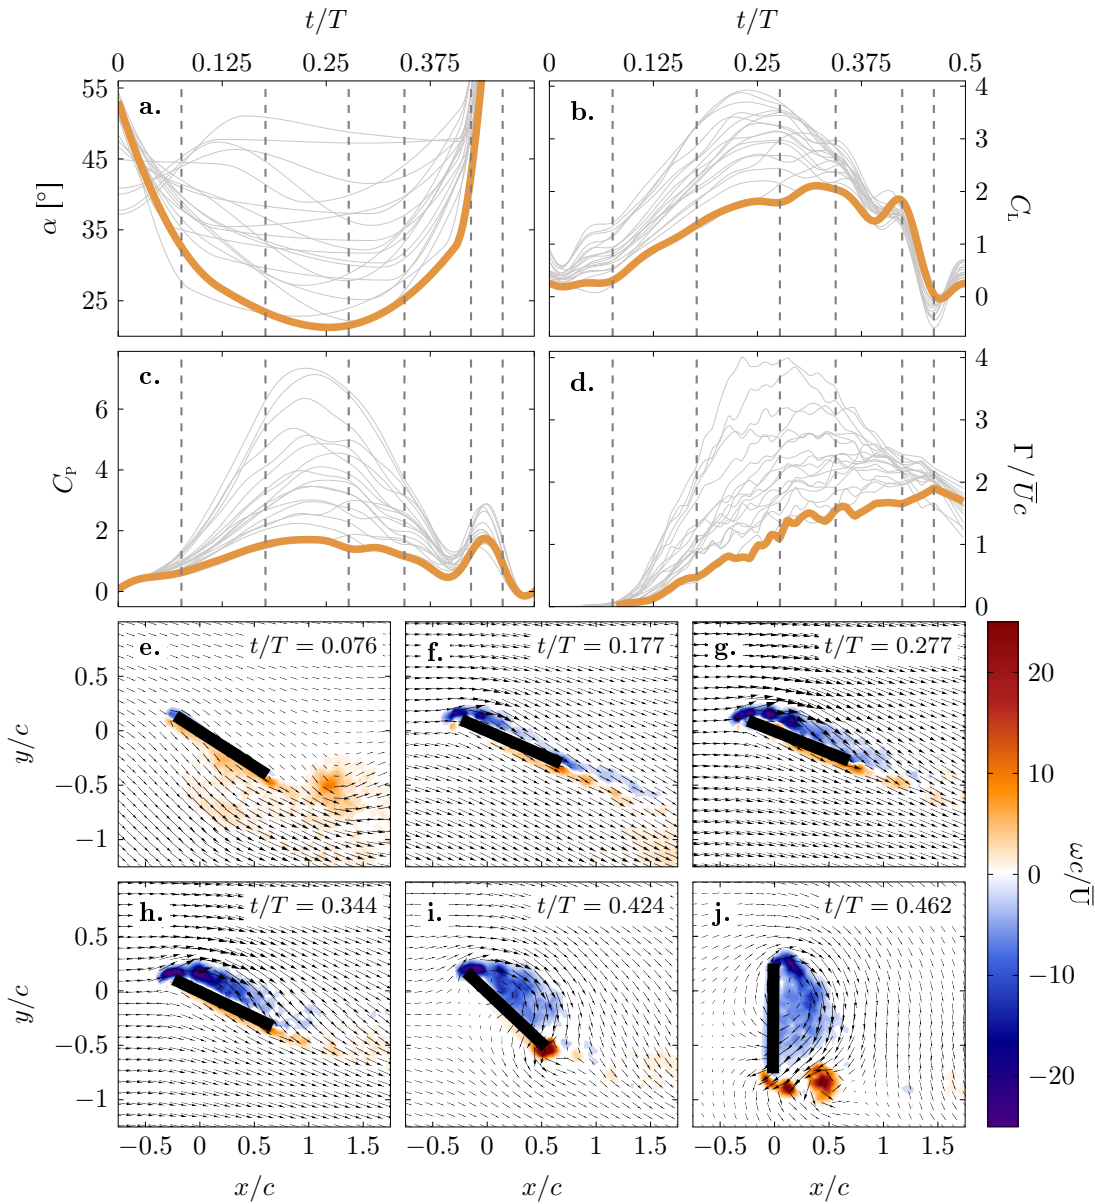 t/T
t/T
0 0.125 0.25 0.375
0 0.125 0.25 0.375 0.5
a.
55
45
35
25
α [°]
b.
4
3
2
1
0
C_L
c.
6
4
2
0
C_P
d.
4
3
2
1
0
Γ/U̅c
e.
t/T = 0.076
f.
t/T = 0.177
g.
t/T = 0.277
0.5
0
−0.5
−1
y/c
h.
t/T = 0.344
i.
t/T = 0.424
j.
t/T = 0.462
0.5
0
−0.5
−1
y/c
−0.5 0 0.5 1 1.5
−0.5 0 0.5 1 1.5
−0.5 0 0.5 1 1.5
x/c
x/c
x/c
20
10
0
−10
−20
ωc/U̅